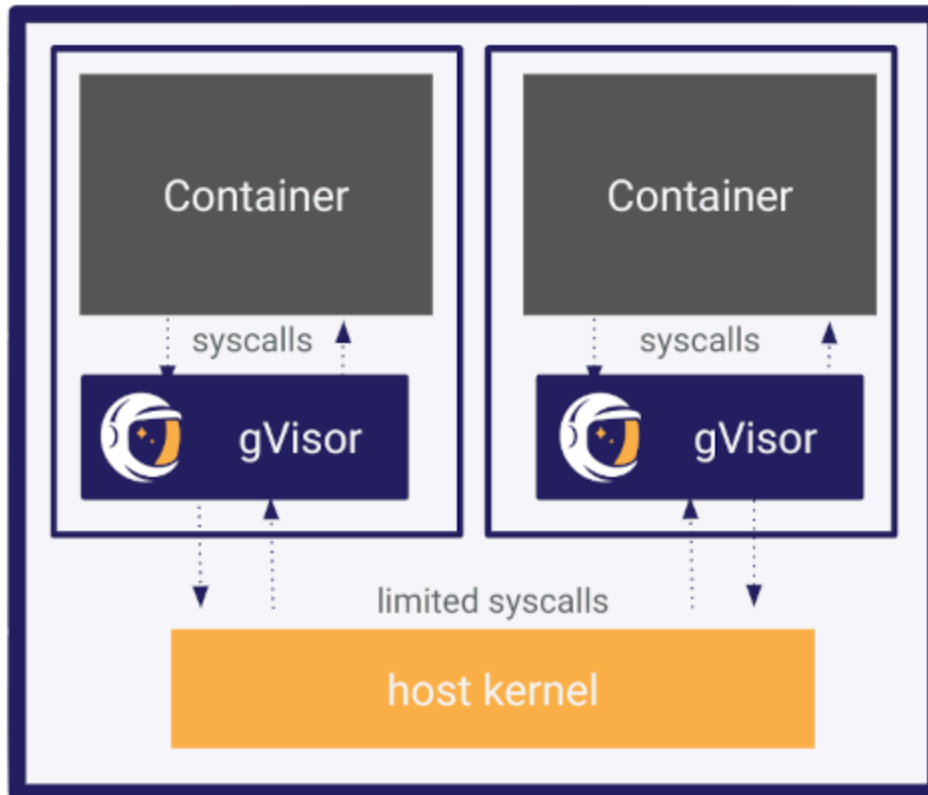 Container
Container
syscalls
syscalls
gVisor
gVisor
limited syscalls
host kernel